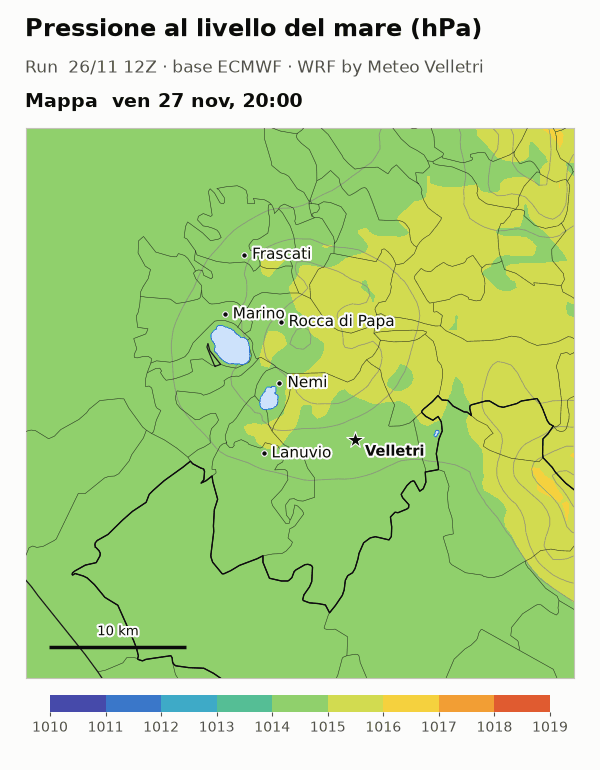 Pressione al livello del mare (hPa)
Run  26/11 12Z · base ECMWF · WRF by Meteo Velletri
Mappa  ven 27 nov, 20:00
Frascati
Marino
Rocca di Papa
Nemi
Velletri
Lanuvio
10 km
1010 1011 1012 1013 1014 1015 1016 1017 1018 1019